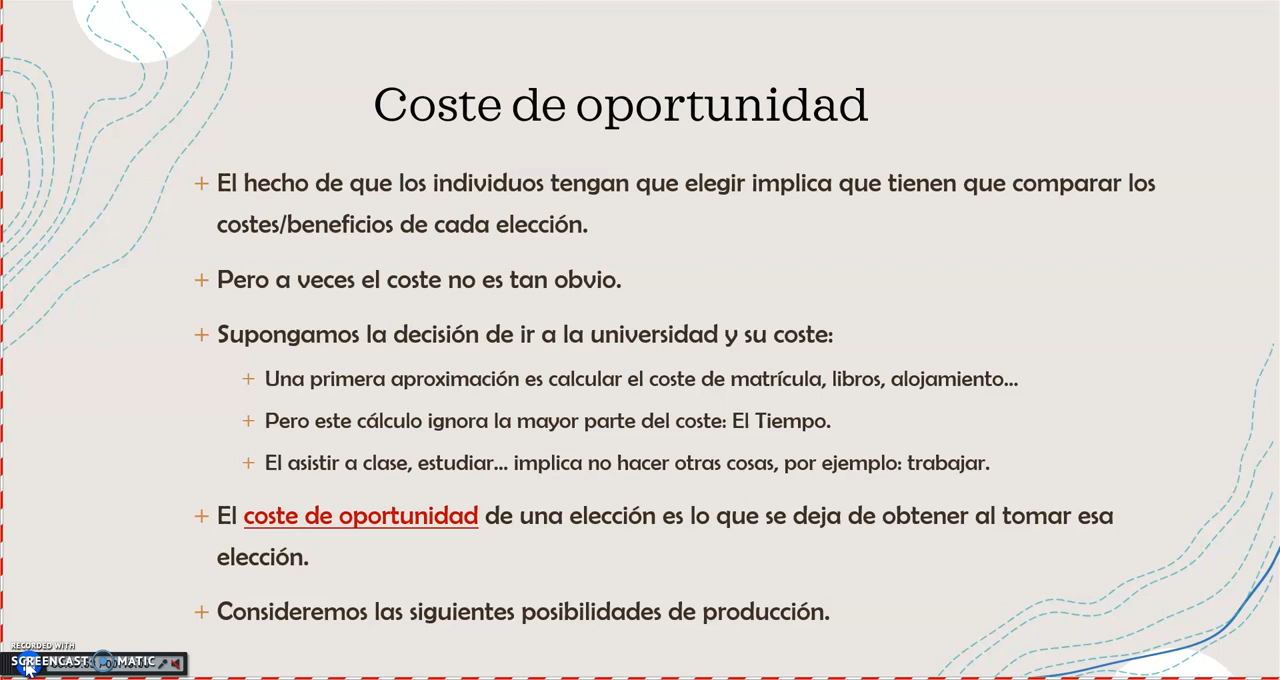 Coste de oportunidad
+ El hecho de que los individuos tengan que elegir implica que tienen que comparar los
costes/beneficios de cada elección.
+ Pero a veces el coste no es tan obvio.
+ Supongamos la decisión de ir a la universidad y su coste:
+ Una primera aproximación es calcular el coste de matrícula, libros, alojamiento...
+ Pero este cálculo ignora la mayor parte del coste: El Tiempo.
+ El asistir a clase, estudiar... implica no hacer otras cosas, por ejemplo: trabajar.
+ El coste de oportunidad de una elección es lo que se deja de obtener al tomar esa
elección.
+ Consideremos las siguientes posibilidades de producción.
RECORDED WITH
SCREENCAST MATIC